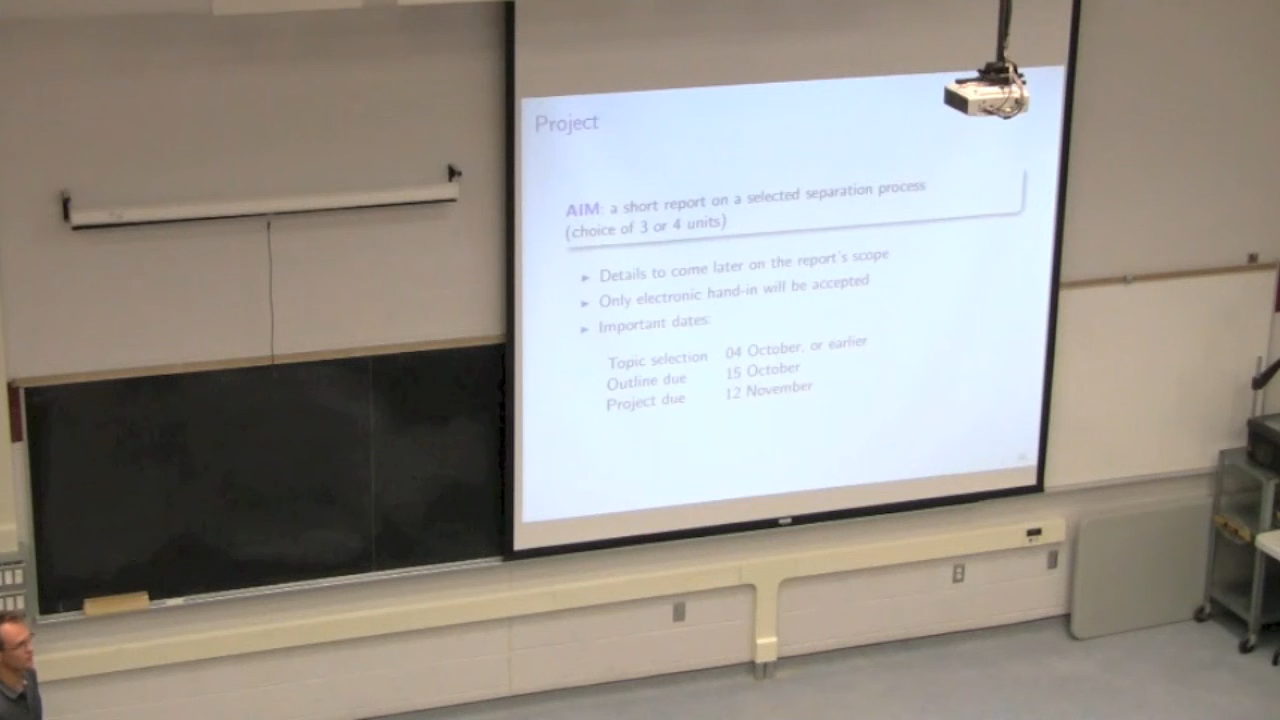 Project
AIM: a short report on a selected separation process
(choice of 3 or 4 units)
► Details to come later on the report's scope
► Only electronic hand-in will be accepted
► Important dates:
Topic selection 04 October, or earlier
Outline due 15 October
Project due 12 November